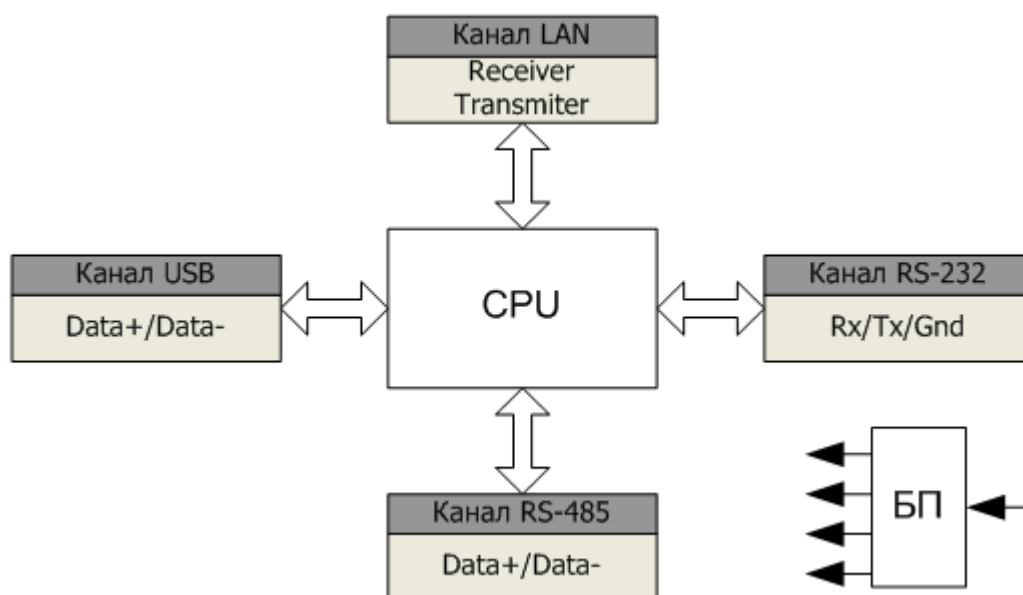 Канал LAN
Receiver
Transmiter
Канал USB
Data+/Data-
CPU
Канал RS-232
Rx/Tx/Gnd
Канал RS-485
Data+/Data-
БП